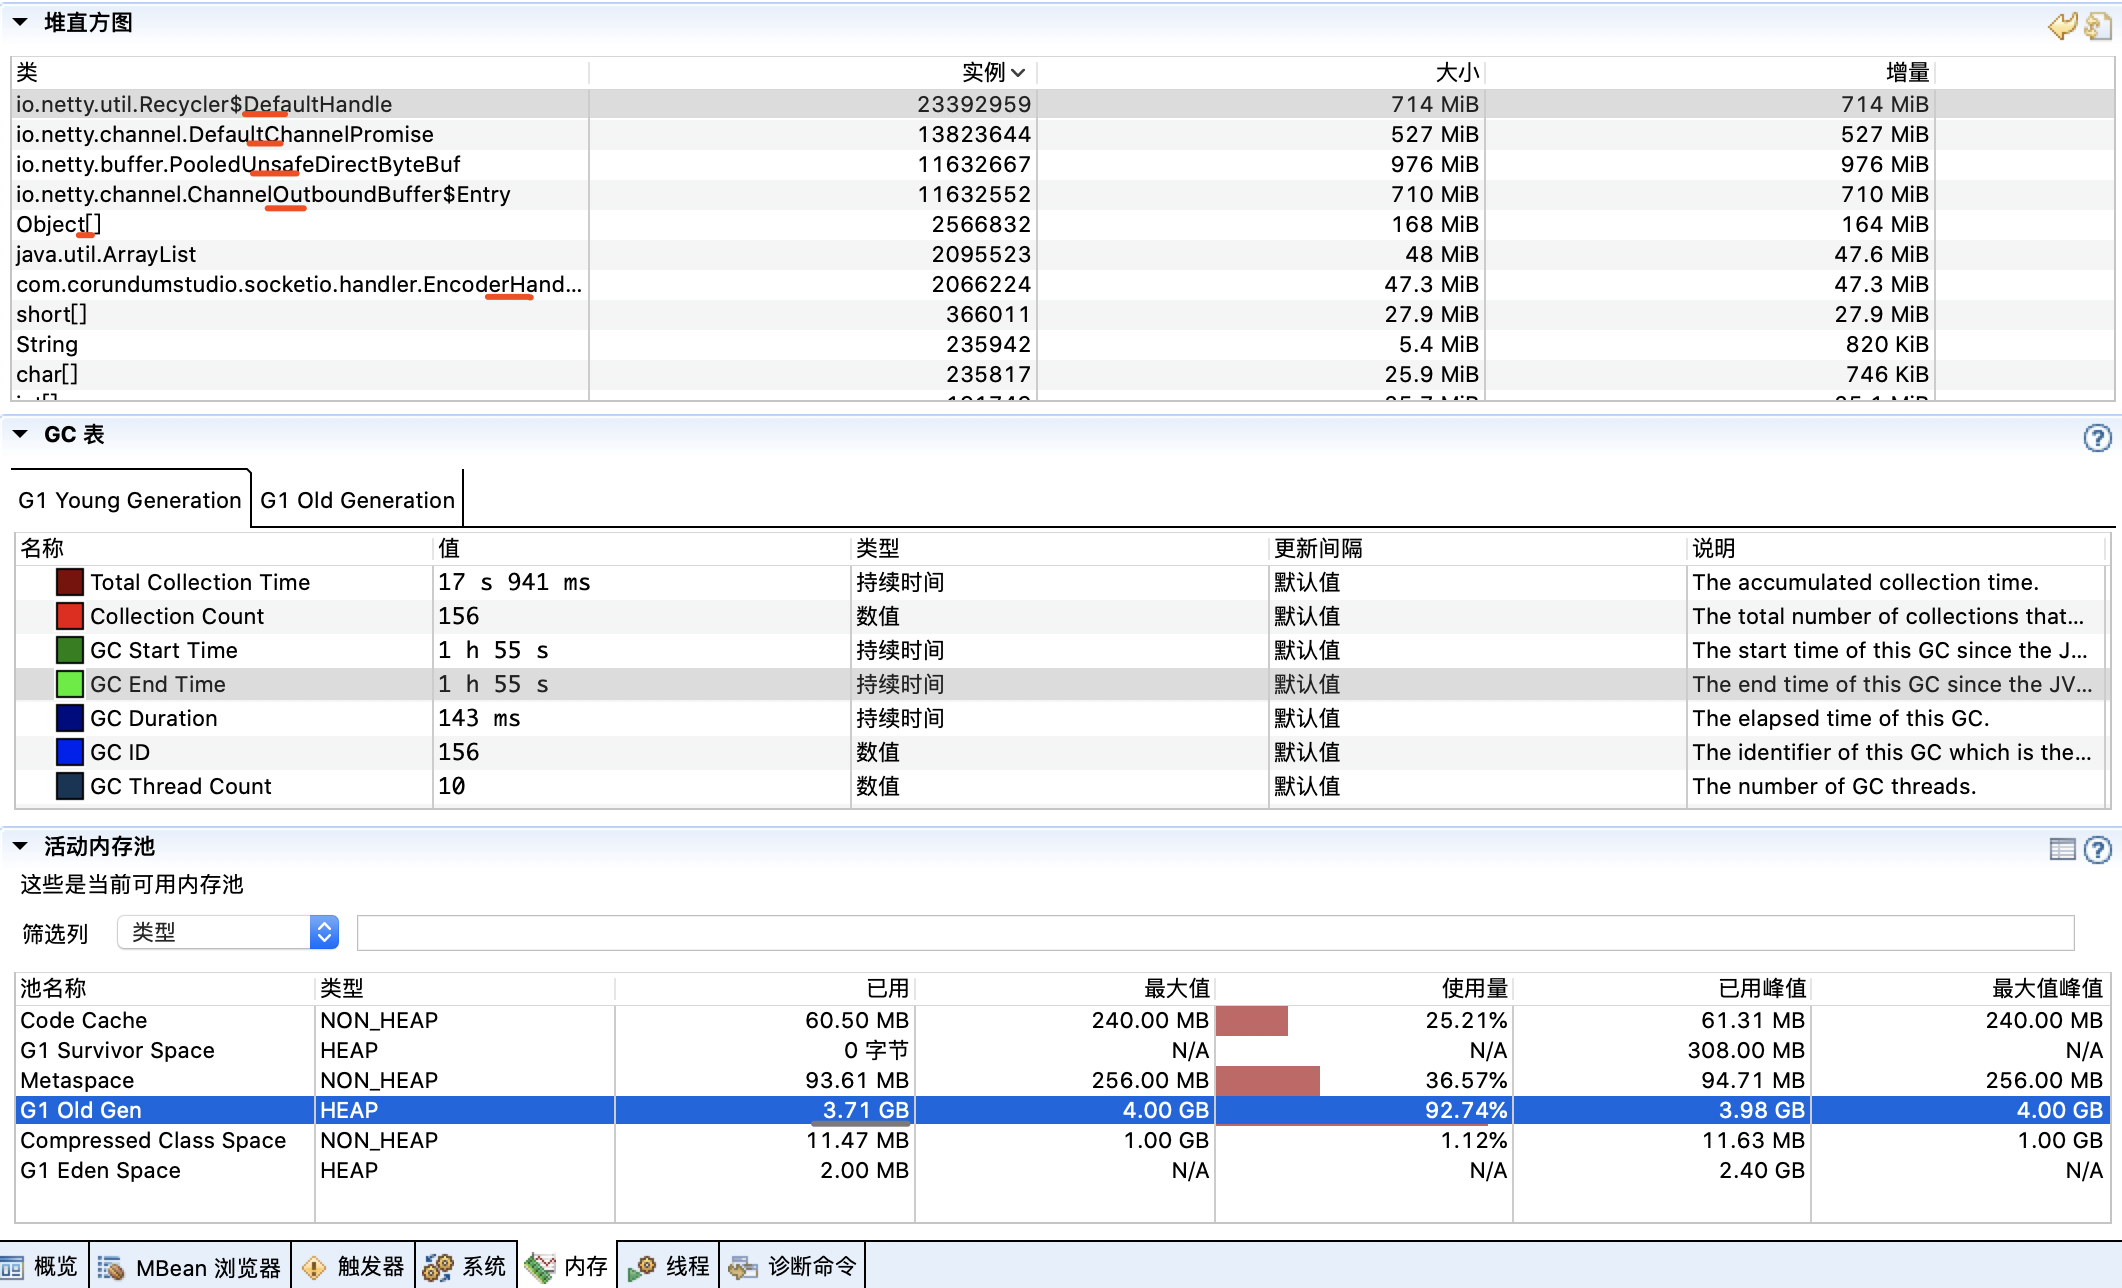 堆直方图
类 实例 大小 增量
io.netty.util.Recycler$DefaultHandle 23392959 714 MiB 714 MiB
io.netty.channel.DefaultChannelPromise 13823644 527 MiB 527 MiB
io.netty.buffer.PooledUnsafeDirectByteBuf 11632667 976 MiB 976 MiB
io.netty.channel.ChannelOutboundBuffer$Entry 11632552 710 MiB 710 MiB
Object[] 2566832 168 MiB 164 MiB
java.util.ArrayList 2095523 48 MiB 47.6 MiB
com.corundumstudio.socketio.handler.EncoderHand... 2066224 47.3 MiB 47.3 MiB
short[] 366011 27.9 MiB 27.9 MiB
String 235942 5.4 MiB 820 KiB
char[] 235817 25.9 MiB 746 KiB
GC 表
G1 Young Generation G1 Old Generation
名称 值 类型 更新间隔 说明
Total Collection Time 17 s 941 ms 持续时间 默认值 The accumulated collection time.
Collection Count 156 数值 默认值 The total number of collections that...
GC Start Time 1 h 55 s 持续时间 默认值 The start time of this GC since the J...
GC End Time 1 h 55 s 持续时间 默认值 The end time of this GC since the JV...
GC Duration 143 ms 持续时间 默认值 The elapsed time of this GC.
GC ID 156 数值 默认值 The identifier of this GC which is the...
GC Thread Count 10 数值 默认值 The number of GC threads.
活动内存池
这些是当前可用内存池
筛选列 类型
池名称 类型 已用 最大值 使用量 已用峰值 最大值峰值
Code Cache NON_HEAP 60.50 MB 240.00 MB 25.21% 61.31 MB 240.00 MB
G1 Survivor Space HEAP 0 字节 N/A N/A 308.00 MB N/A
Metaspace NON_HEAP 93.61 MB 256.00 MB 36.57% 94.71 MB 256.00 MB
G1 Old Gen HEAP 3.71 GB 4.00 GB 92.74% 3.98 GB 4.00 GB
Compressed Class Space NON_HEAP 11.47 MB 1.00 GB 1.12% 11.63 MB 1.00 GB
G1 Eden Space HEAP 2.00 MB N/A N/A 2.40 GB N/A
概览 MBean 浏览器 触发器 系统 内存 线程 诊断命令